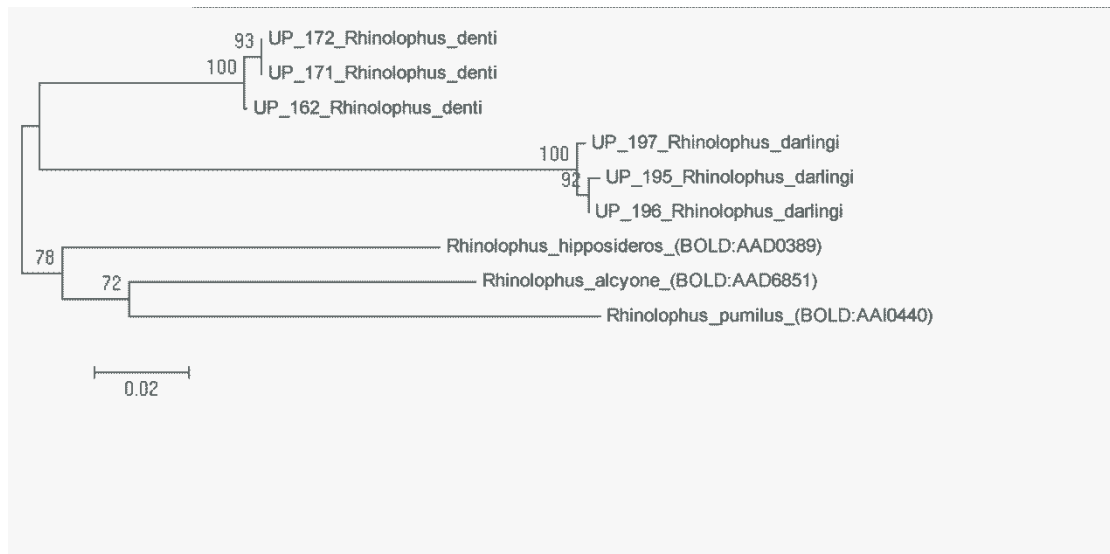 93
UP_172_Rhinolophus_denti
100
UP_171_Rhinolophus_denti
UP_162_Rhinolophus_denti
UP_197_Rhinolophus_darlingi
100
92
UP_195_Rhinolophus_darlingi
UP_196_Rhinolophus_darlingi
78
Rhinolophus_hipposideros_(BOLD:AAD0389)
72
Rhinolophus_alcyone_(BOLD:AAD6851)
Rhinolophus_pumilus_(BOLD:AAI0440)
0.02